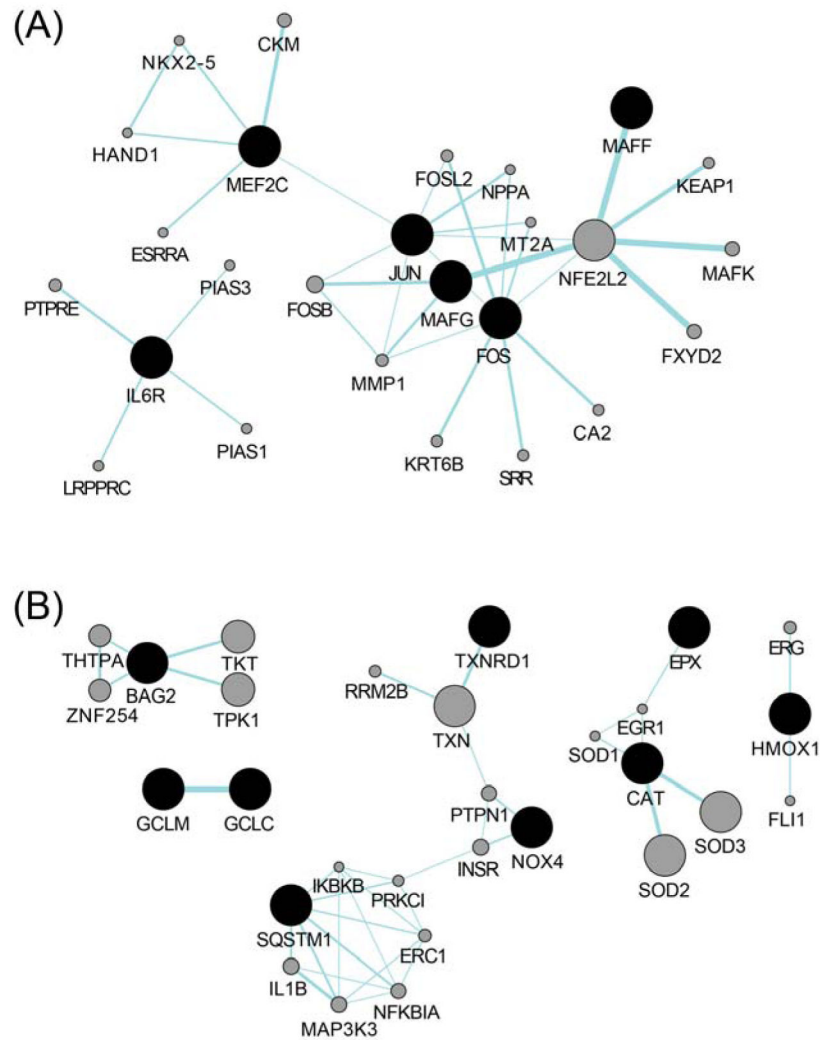 (A)
CKM
NKX2-5
MAFF
HAND1
MEF2C
FOSL2
NPPA
KEAP1
ESRRA
MT2A
JUN
NFE2L2
MAFK
PIAS3
PTPRE
FOSB
MAFG
FOS
FXYD2
MMP1
IL6R
CA2
PIAS1
KRT6B
SRR
LRPPRC
(B)
THTPA
TKT
BAG2
ZNF254
TPK1
TXNRD1
RRM2B
TXN
EPX
ERG
EGR1
SOD1
HMOX1
CAT
GCLM
GCLC
PTPN1
FLI1
SOD3
NOX4
INSR
SOD2
IKBKB
PRKCI
SQSTM1
ERC1
IL1B
NFKBIA
MAP3K3